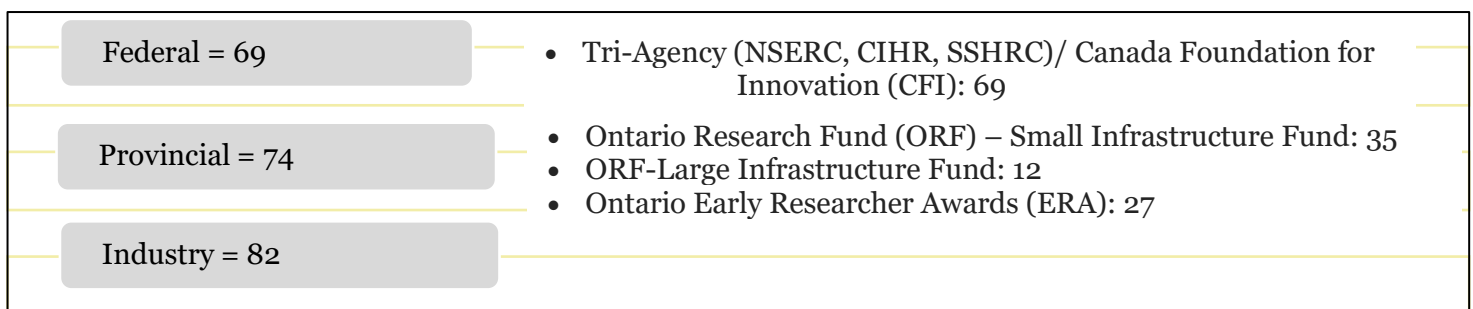 Federal = 69
• Tri-Agency (NSERC, CIHR, SSHRC)/ Canada Foundation for
Innovation (CFI): 69
Provincial = 74
• Ontario Research Fund (ORF) – Small Infrastructure Fund: 35
• ORF-Large Infrastructure Fund: 12
• Ontario Early Researcher Awards (ERA): 27
Industry = 82